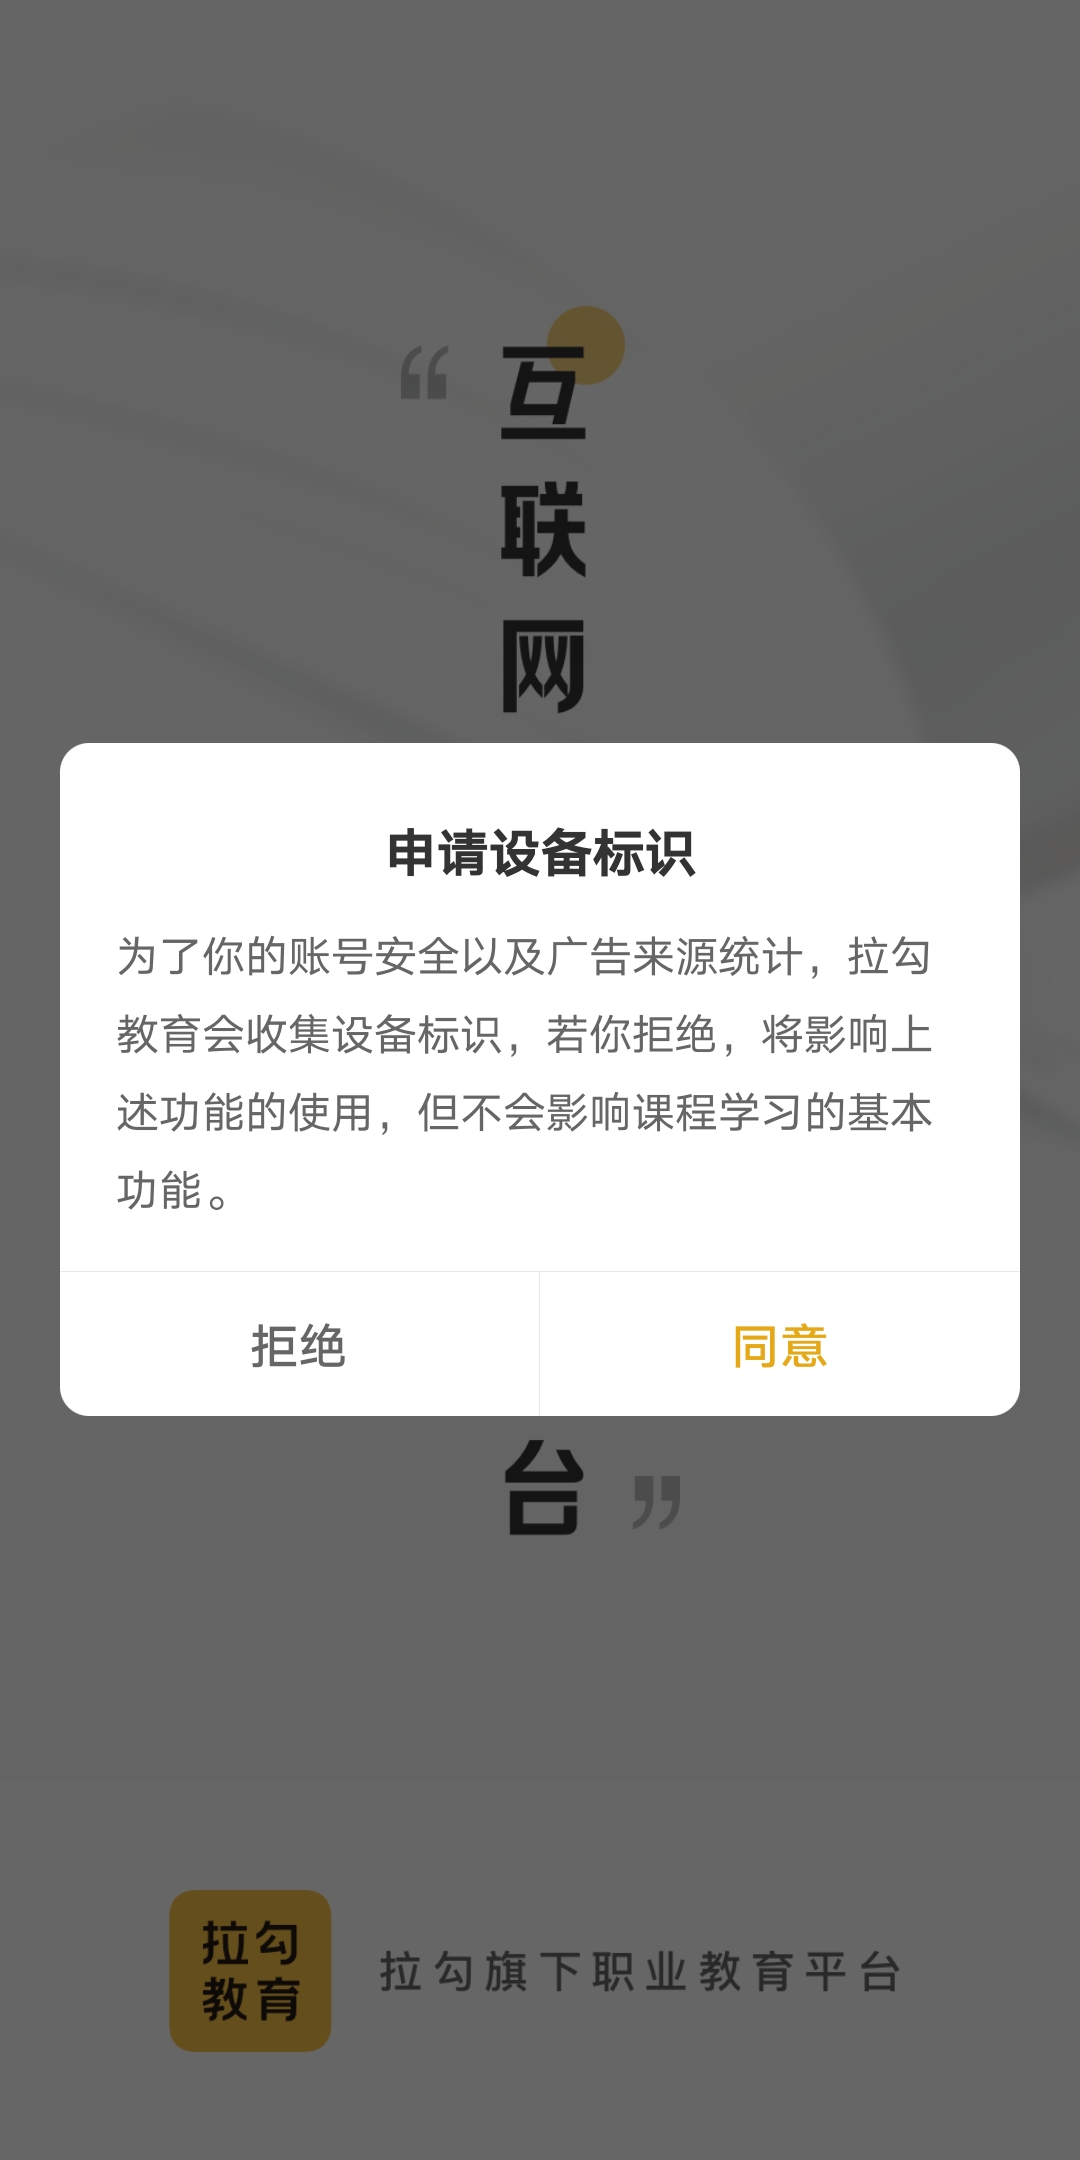 “ 互
联
网
申请设备标识
为了你的账号安全以及广告来源统计，拉勾
教育会收集设备标识，若你拒绝，将影响上
述功能的使用，但不会影响课程学习的基本
功能。
拒绝
同意
台 ”
拉勾
教育
拉勾旗下职业教育平台